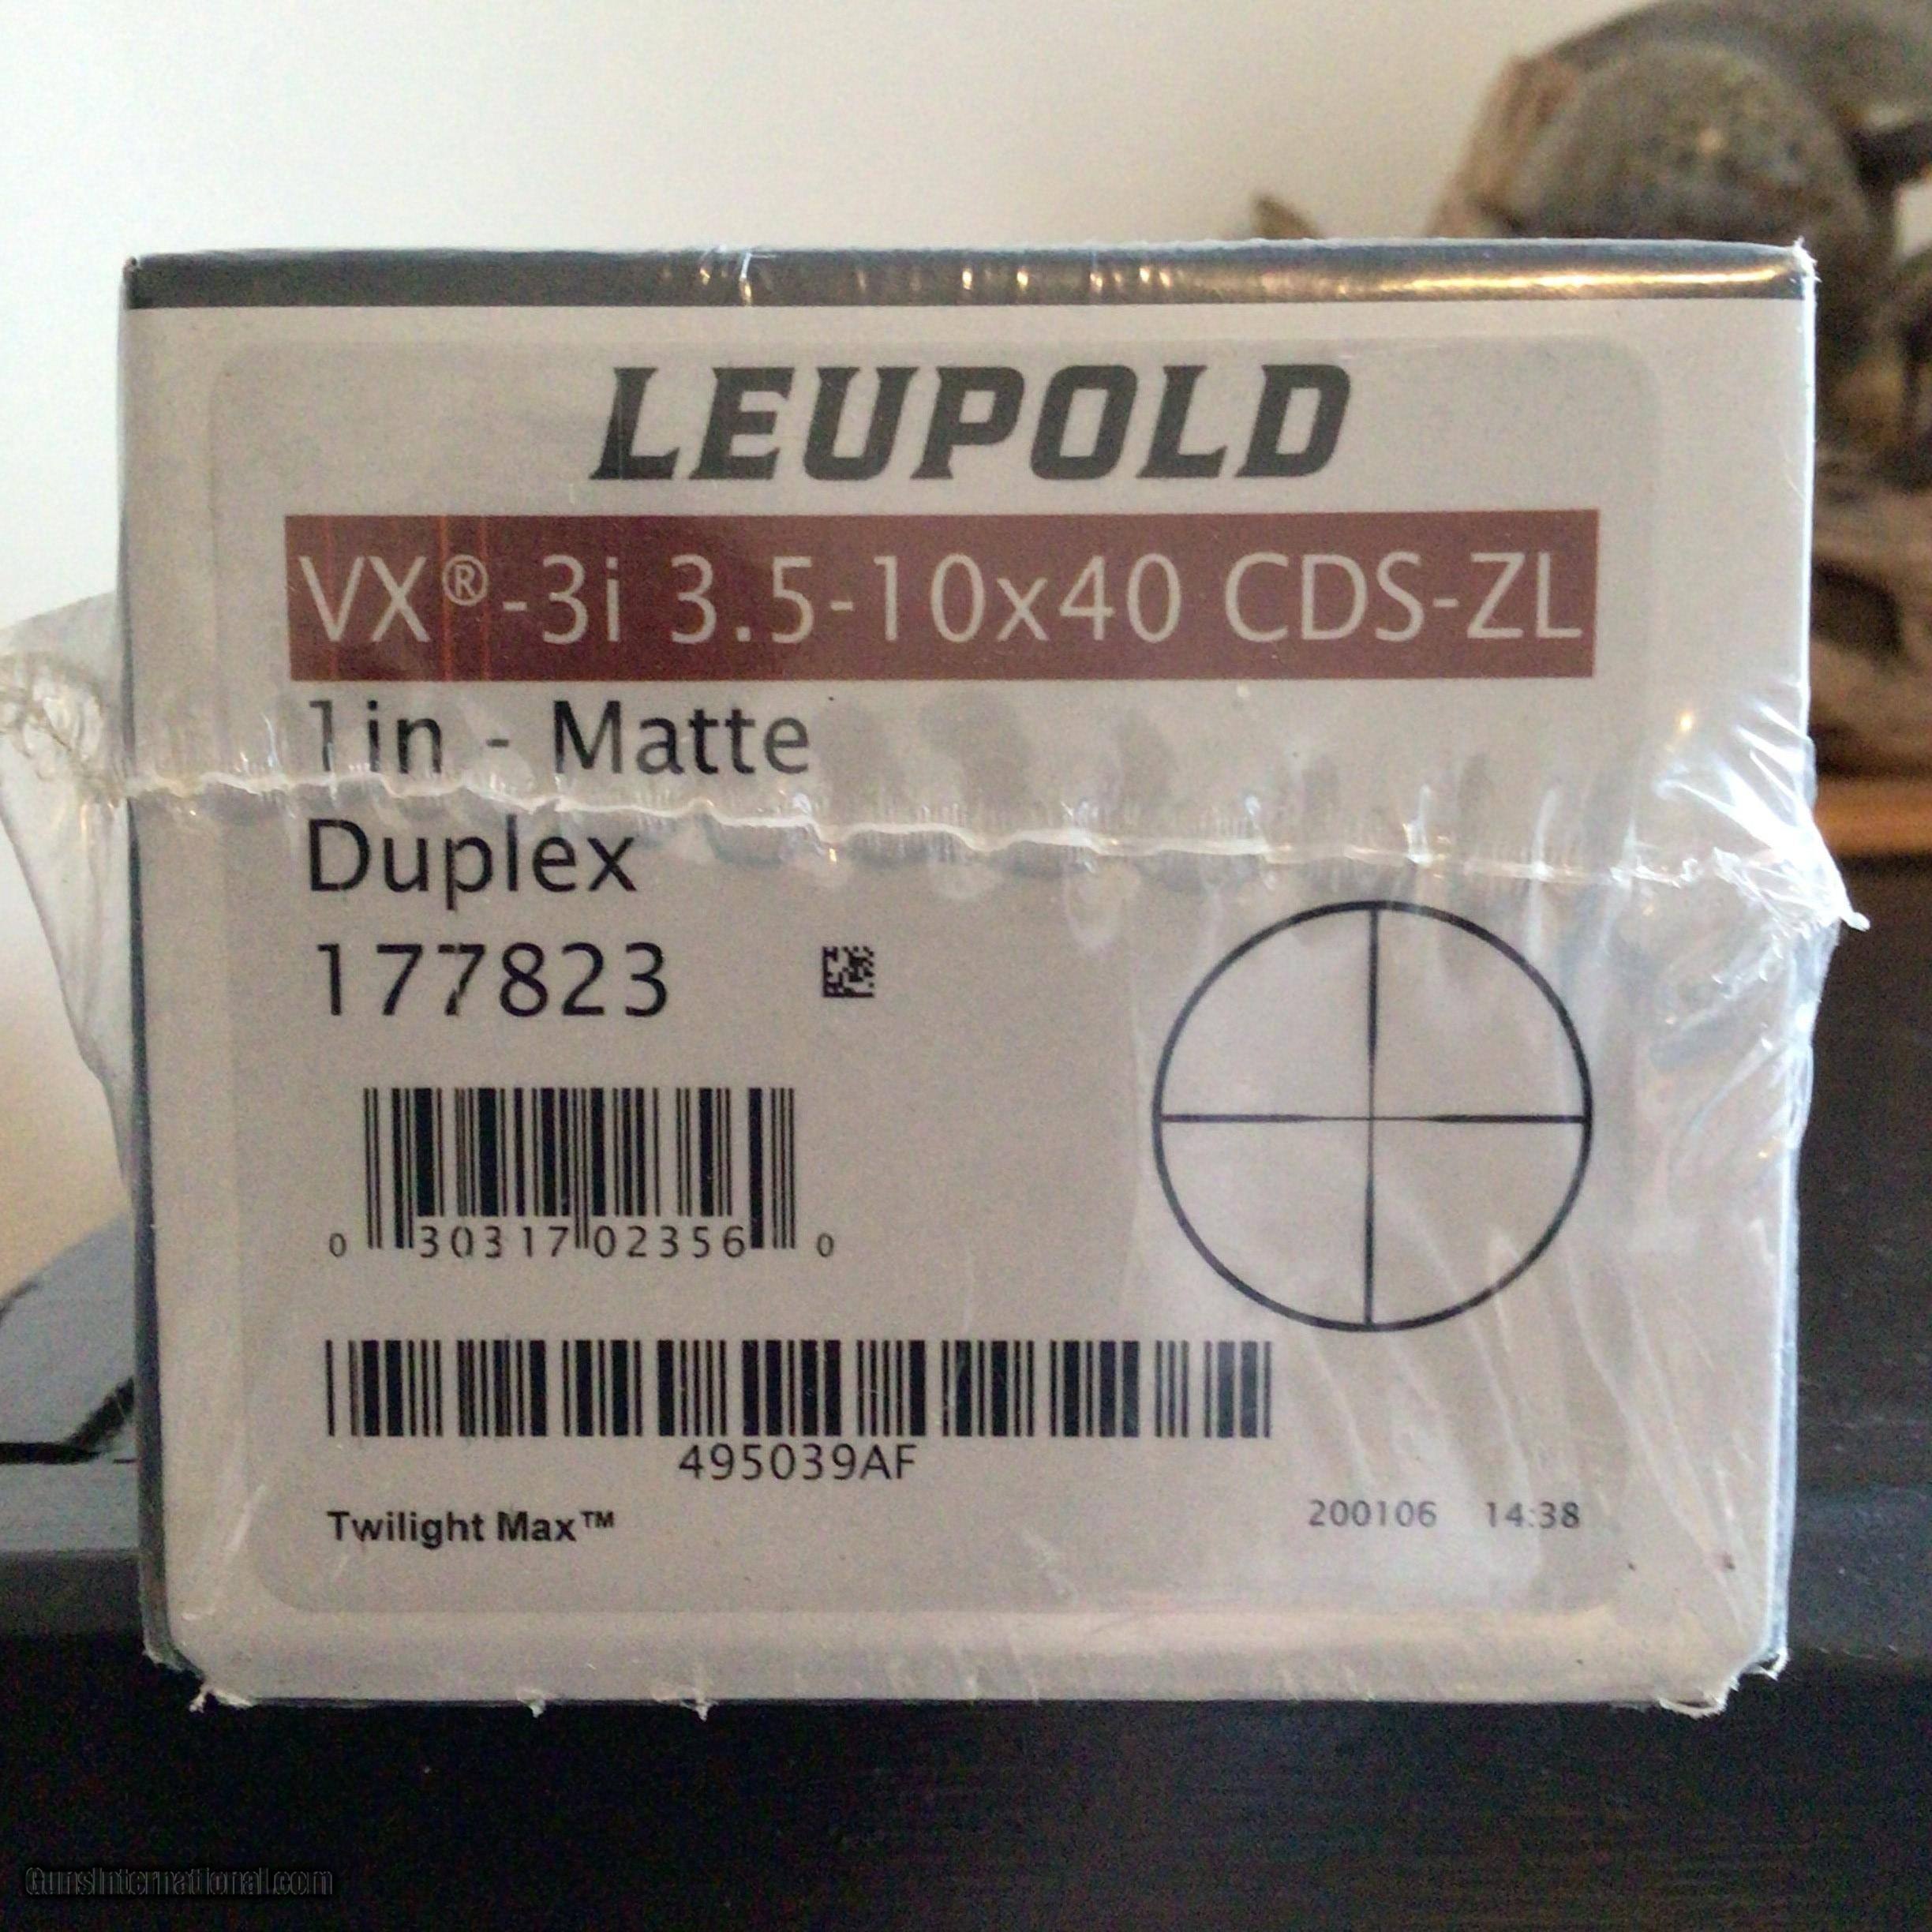 LEUPOLD
VX®-3i 3.5-10x40 CDS-ZL
1in - Matte
Duplex
177823
0 30317 02356 0
495039AF
Twilight Max™
200106 14:38
GunsInternational.com